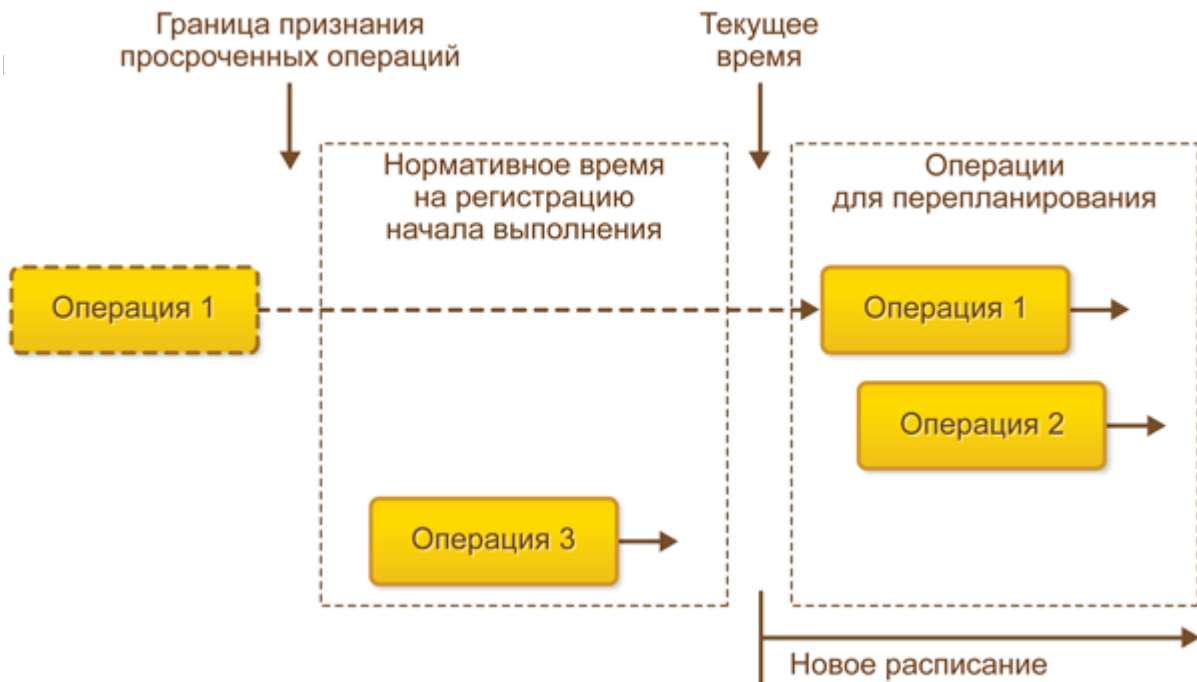 Граница признания
просроченных операций
Текущее
время
Нормативное время
на регистрацию
начала выполнения
Операции
для перепланирования
Операция 1
Операция 1
Операция 2
Операция 3
Новое расписание